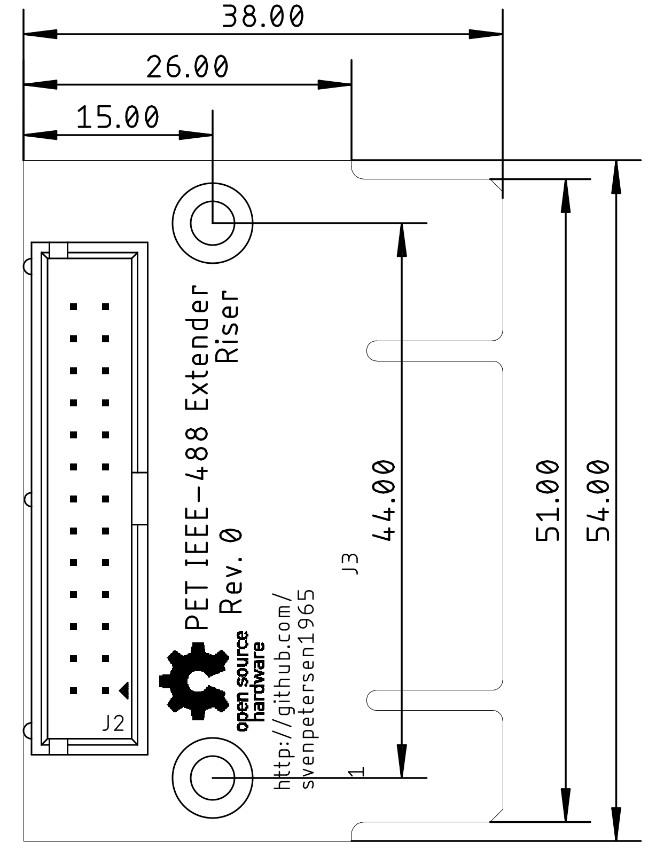 38.00
26.00
15.00
PET IEEE-488 Extender
Riser
Rev. 0
44.00
51.00
54.00
J3
open source
hardware
http://github.com/
svenpetersen1965
J2
1